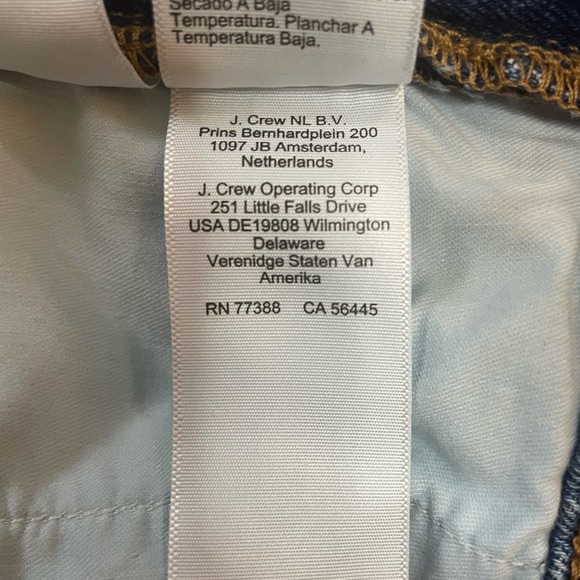 Secado A Baja
Temperatura. Planchar A
Temperatura Baja.
J. Crew NL B.V.
Prins Bernhardplein 200
1097 JB Amsterdam,
Netherlands
J. Crew Operating Corp
251 Little Falls Drive
USA DE19808 Wilmington
Delaware
Verenidge Staten Van
Amerika
RN 77388 CA 56445